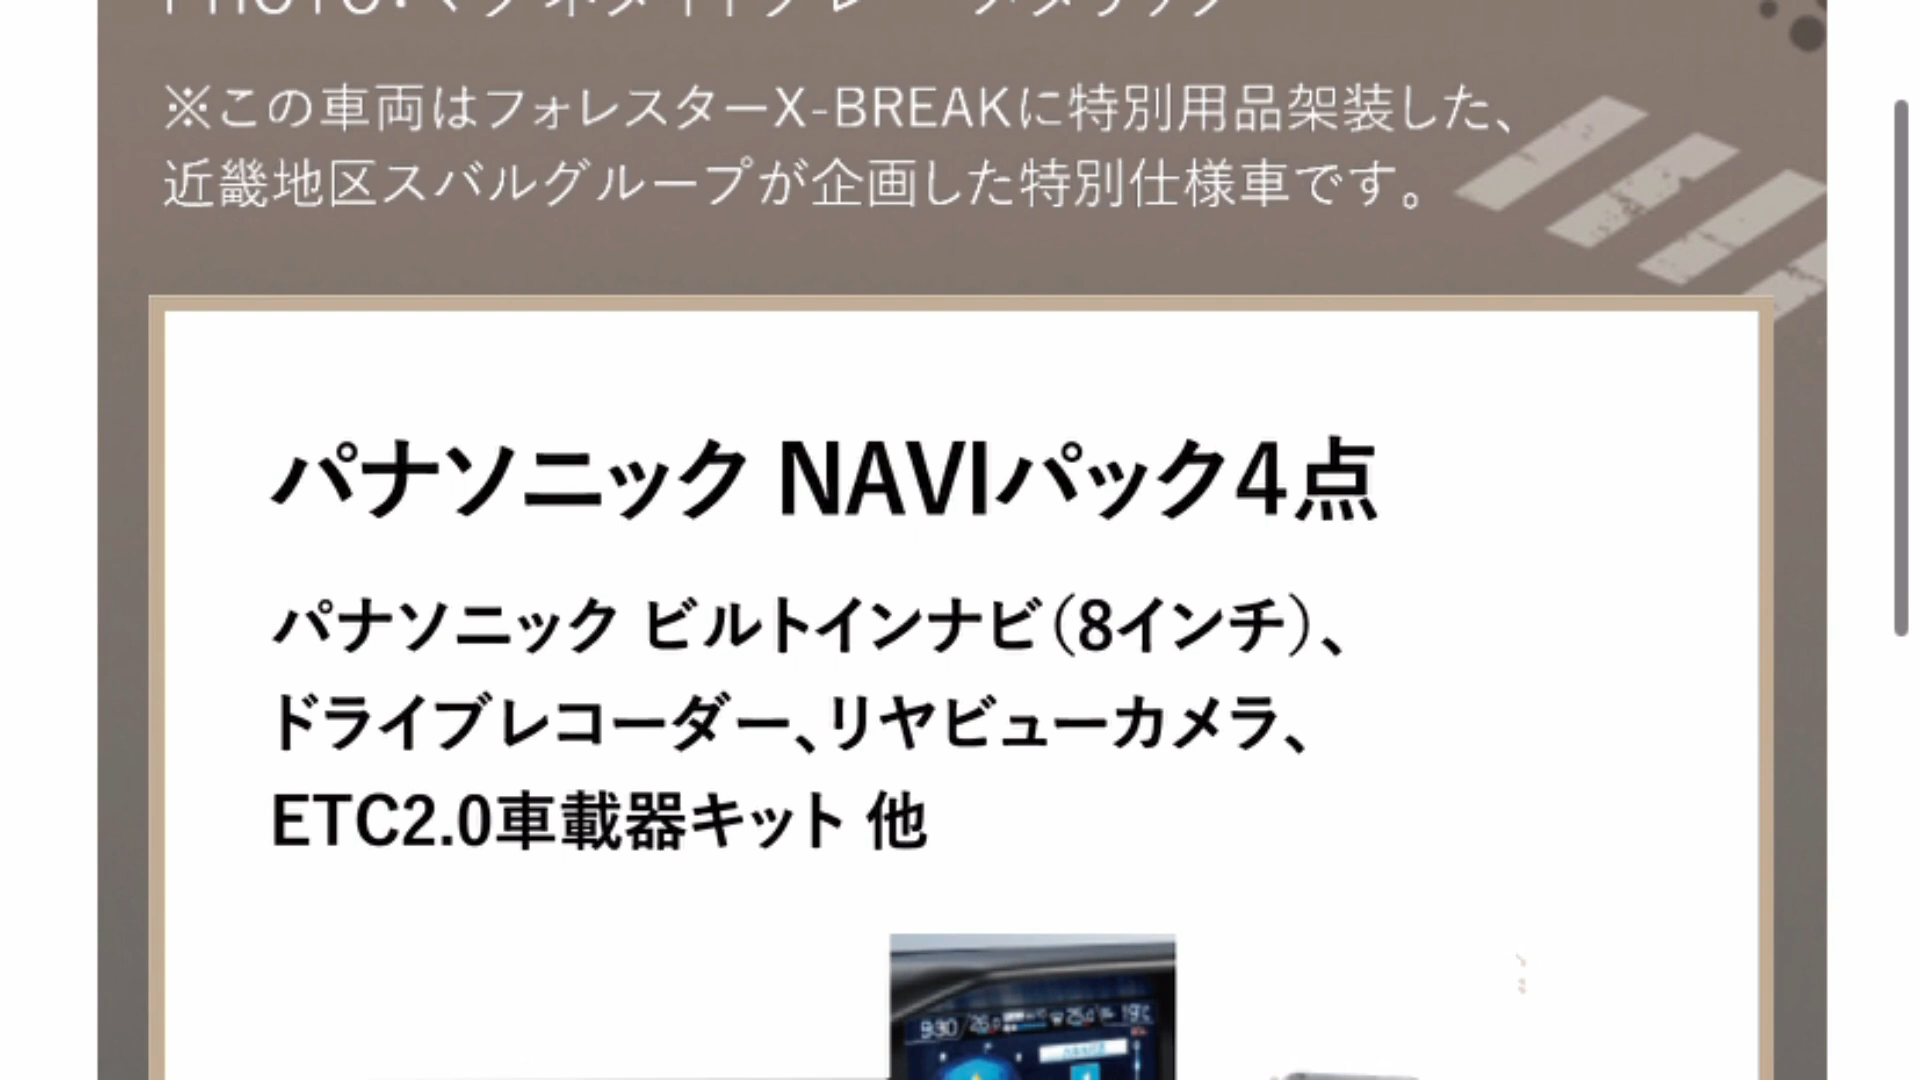 ※この車両はフォレスターX-BREAKに特別用品架装した、
近畿地区スバルグループが企画した特別仕様車です。
パナソニック NAVIパック4点
パナソニック ビルトインナビ（8インチ）、
ドライブレコーダー、リヤビューカメラ、
ETC2.0車載器キット 他